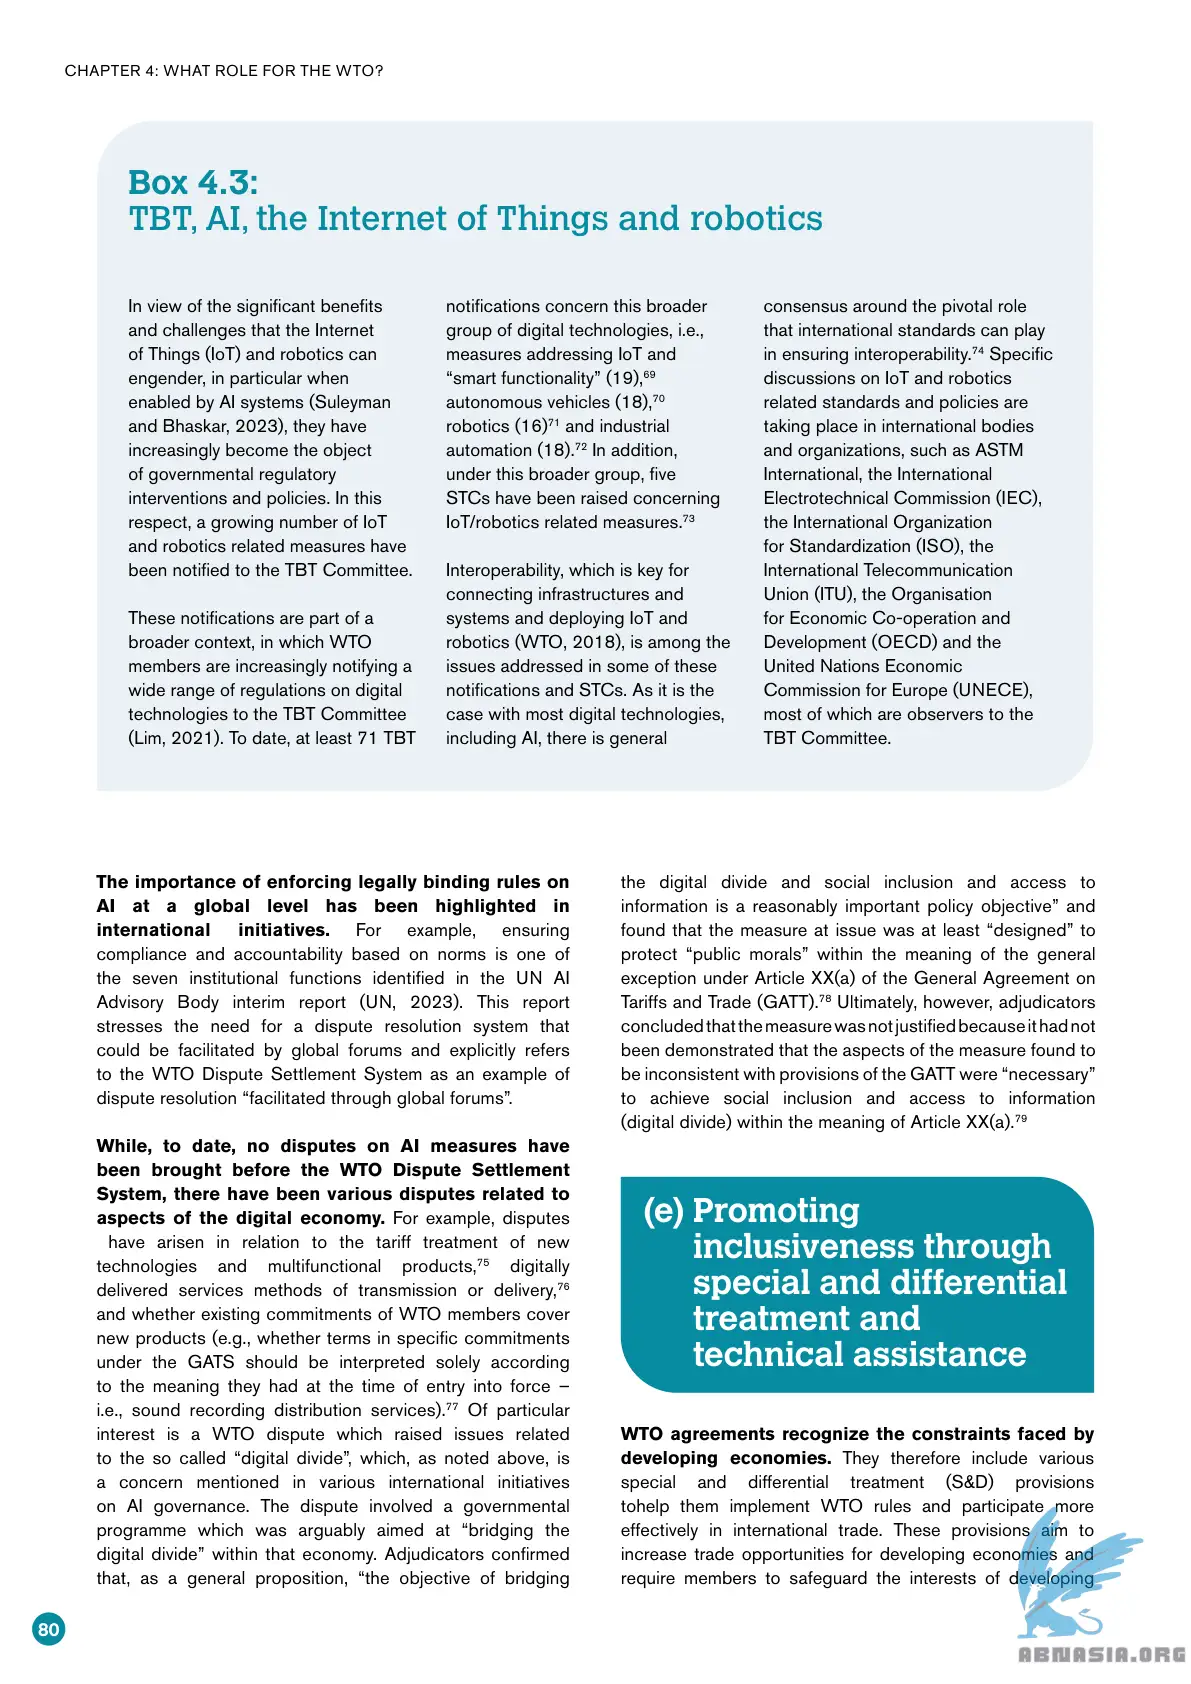 CHAPTER 4: WHAT ROLE FOR THE WTO?
Box 4.3:
TBT, AI, the Internet of Things and robotics
In view of the significant benefits
and challenges that the Internet
of Things (IoT) and robotics can
engender, in particular when
enabled by AI systems (Suleyman
and Bhaskar, 2023), they have
increasingly become the object
of governmental regulatory
interventions and policies. In this
respect, a growing number of IoT
and robotics related measures have
been notified to the TBT Committee.
These notifications are part of a
broader context, in which WTO
members are increasingly notifying a
wide range of regulations on digital
technologies to the TBT Committee
(Lim, 2021). To date, at least 71 TBT
notifications concern this broader
group of digital technologies, i.e.,
measures addressing IoT and
“smart functionality” (19),⁶⁹
autonomous vehicles (18),⁷⁰
robotics (16)⁷¹ and industrial
automation (18).⁷² In addition,
under this broader group, five
STCs have been raised concerning
IoT/robotics related measures.⁷³
Interoperability, which is key for
connecting infrastructures and
systems and deploying IoT and
robotics (WTO, 2018), is among the
issues addressed in some of these
notifications and STCs. As it is the
case with most digital technologies,
including AI, there is general
consensus around the pivotal role
that international standards can play
in ensuring interoperability.⁷⁴ Specific
discussions on IoT and robotics
related standards and policies are
taking place in international bodies
and organizations, such as ASTM
International, the International
Electrotechnical Commission (IEC),
the International Organization
for Standardization (ISO), the
International Telecommunication
Union (ITU), the Organisation
for Economic Co-operation and
Development (OECD) and the
United Nations Economic
Commission for Europe (UNECE),
most of which are observers to the
TBT Committee.
The importance of enforcing legally binding rules on
AI at a global level has been highlighted in
international initiatives. For example, ensuring
compliance and accountability based on norms is one of
the seven institutional functions identified in the UN AI
Advisory Body interim report (UN, 2023). This report
stresses the need for a dispute resolution system that
could be facilitated by global forums and explicitly refers
to the WTO Dispute Settlement System as an example of
dispute resolution “facilitated through global forums”.
While, to date, no disputes on AI measures have
been brought before the WTO Dispute Settlement
System, there have been various disputes related to
aspects of the digital economy. For example, disputes
have arisen in relation to the tariff treatment of new
technologies and multifunctional products,⁷⁵ digitally
delivered services methods of transmission or delivery,⁷⁶
and whether existing commitments of WTO members cover
new products (e.g., whether terms in specific commitments
under the GATS should be interpreted solely according
to the meaning they had at the time of entry into force –
i.e., sound recording distribution services).⁷⁷ Of particular
interest is a WTO dispute which raised issues related
to the so called “digital divide”, which, as noted above, is
a concern mentioned in various international initiatives
on AI governance. The dispute involved a governmental
programme which was arguably aimed at “bridging the
digital divide” within that economy. Adjudicators confirmed
that, as a general proposition, “the objective of bridging
the digital divide and social inclusion and access to
information is a reasonably important policy objective” and
found that the measure at issue was at least “designed” to
protect “public morals” within the meaning of the general
exception under Article XX(a) of the General Agreement on
Tariffs and Trade (GATT).⁷⁸ Ultimately, however, adjudicators
concluded that the measure was not justified because it had not
been demonstrated that the aspects of the measure found to
be inconsistent with provisions of the GATT were “necessary”
to achieve social inclusion and access to information
(digital divide) within the meaning of Article XX(a).⁷⁹
(e) Promoting
inclusiveness through
special and differential
treatment and
technical assistance
WTO agreements recognize the constraints faced by
developing economies. They therefore include various
special and differential treatment (S&D) provisions
tohelp them implement WTO rules and participate more
effectively in international trade. These provisions aim to
increase trade opportunities for developing economies and
require members to safeguard the interests of developing
80
ABNASIA.ORG